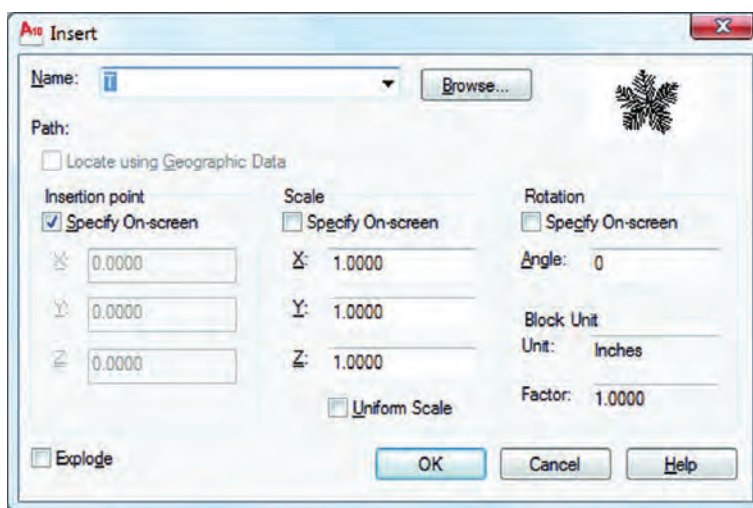 A10 Insert
Name: T Browse...
Path:
Locate using Geographic Data
Insertion point Scale Rotation
Specify On-screen Specify On-screen Specify On-screen
X: 0.0000 X: 1.0000 Angle: 0
Y: 0.0000 Y: 1.0000 Block Unit
Z: 0.0000 Z: 1.0000 Unit: Inches
Uniform Scale Factor: 1.0000
Explode OK Cancel Help